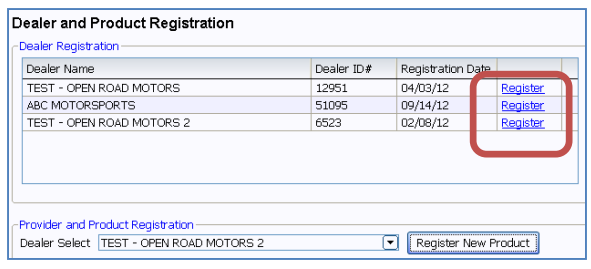 Dealer and Product Registration
Dealer Registration
Dealer Name Dealer ID# Registration Date
TEST - OPEN ROAD MOTORS 12951 04/03/12 Register
ABC MOTORSPORTS 51095 09/14/12 Register
TEST - OPEN ROAD MOTORS 2 6523 02/08/12 Register
Provider and Product Registration
Dealer Select TEST - OPEN ROAD MOTORS 2 Register New Product